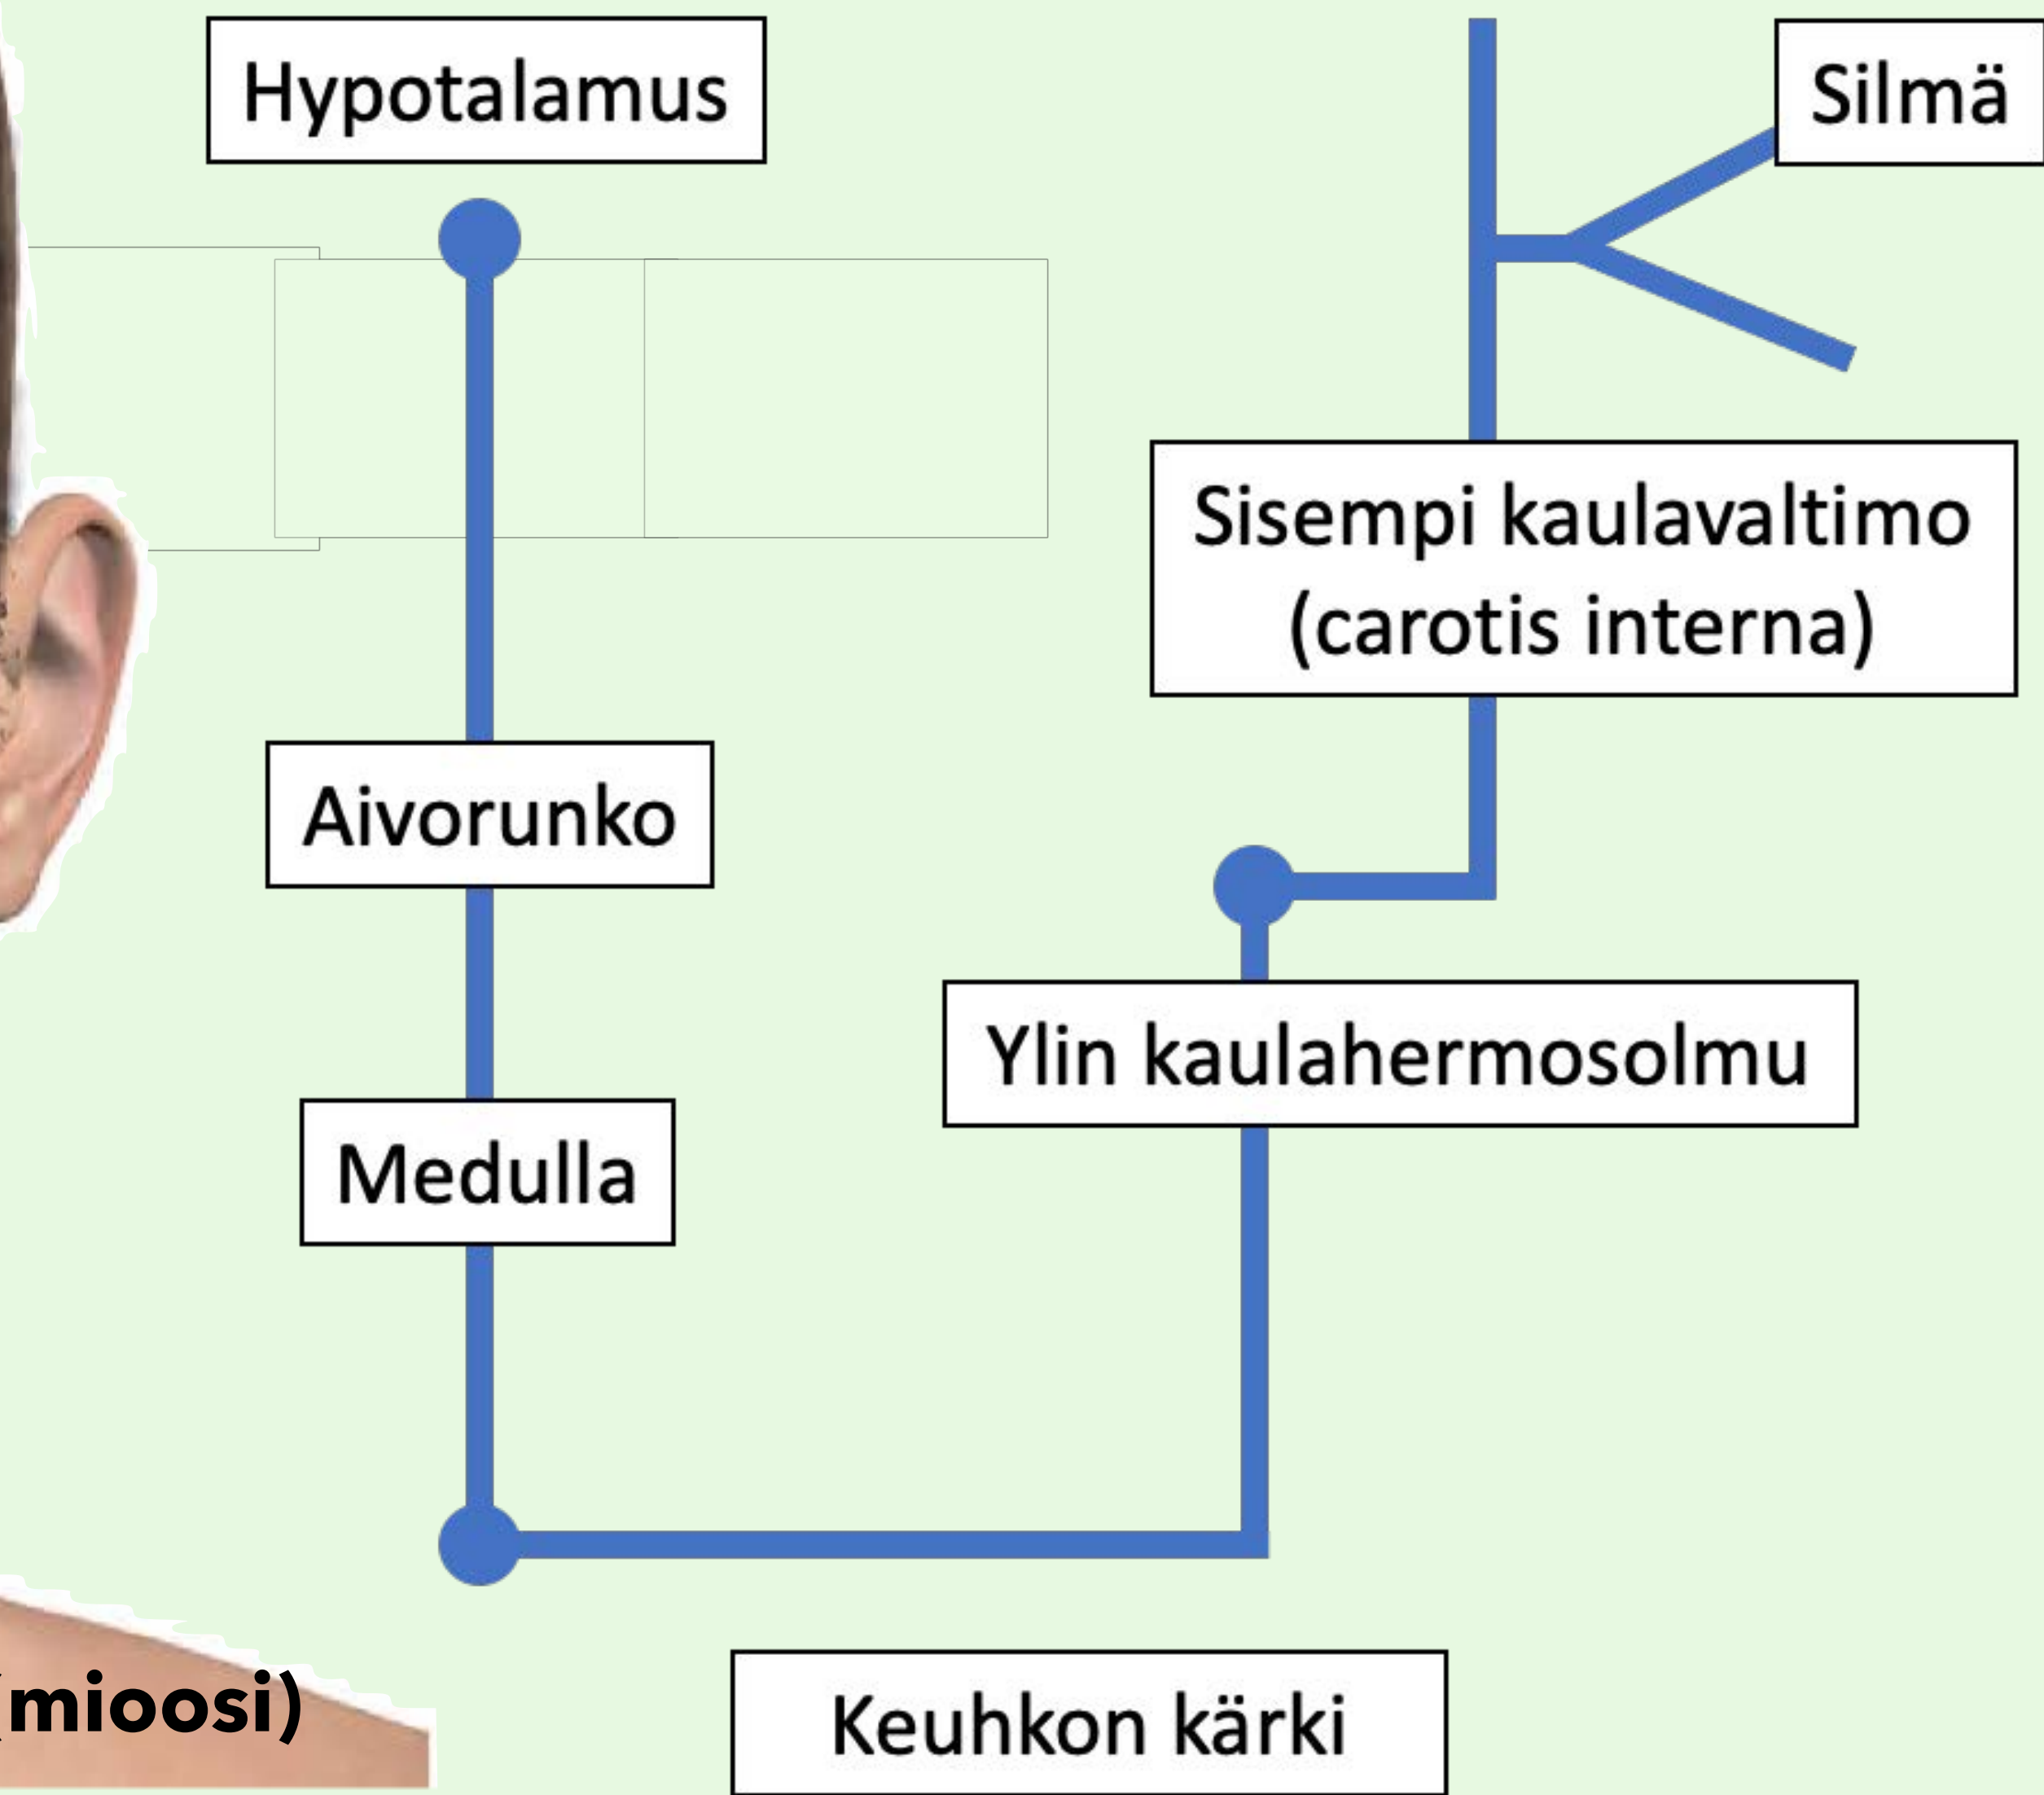 Hypotalamus
Silmä
Sisempi kaulavaltimo
(carotis interna)
Aivorunko
Ylin kaulahermosolmu
Medulla
(mioosi)
Keuhkon kärki